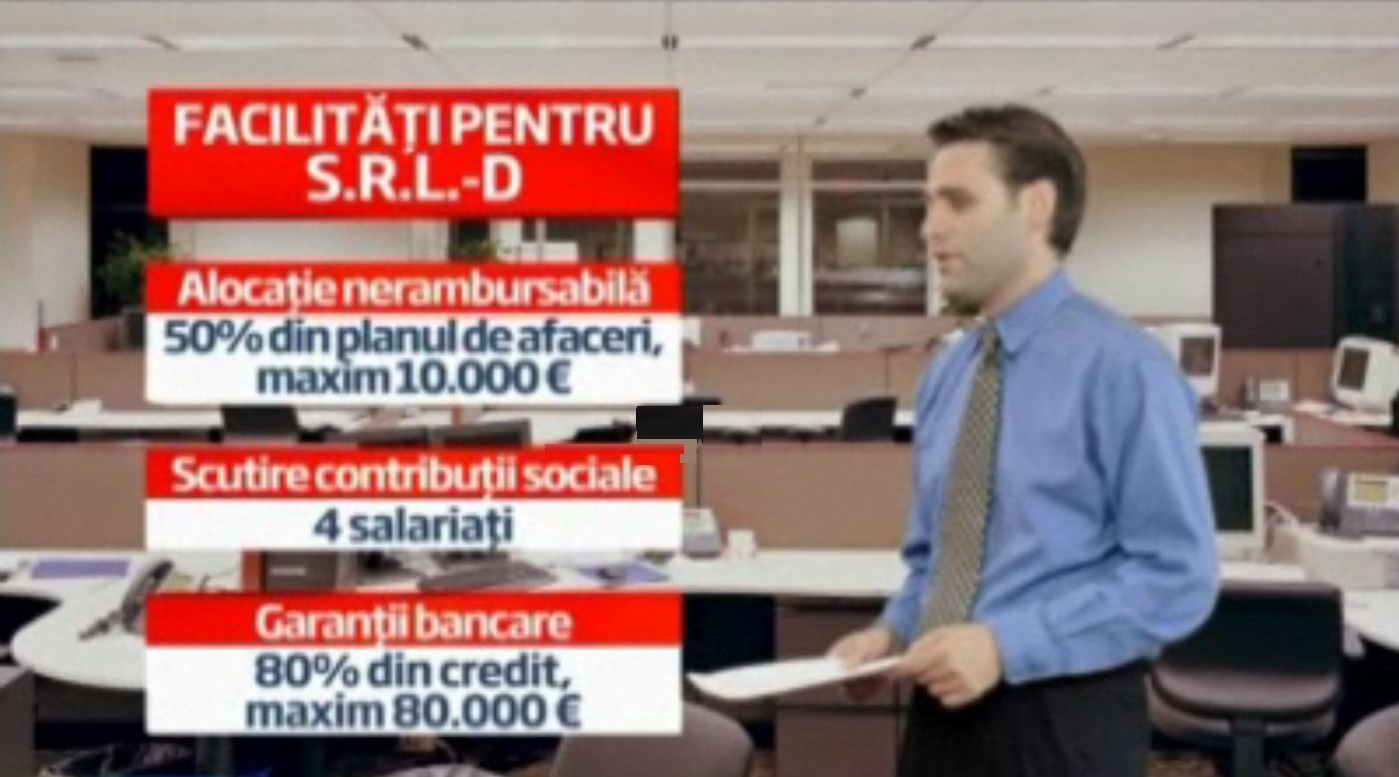 FACILITĂȚI PENTRU
S.R.L.-D
Alocație nerambursabilă
50% din planul de afaceri,
maxim 10.000 €
Scutire contribuții sociale
4 salariați
Garanții bancare
80% din credit,
maxim 80.000 €